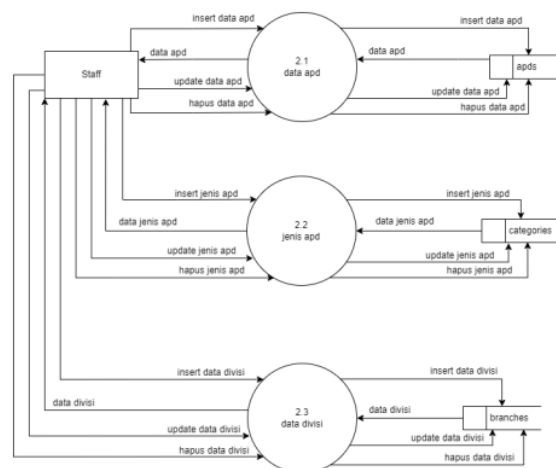 insert data apd
insert data apd
data apd
2.1
data apd
data apd
Staff
apds
update data apd
update data apd
hapus data apd
hapus data apd
insert jenis apd
insert jenis apd
data jenis apd
2.2
jenis apd
data jenis apd
categories
update jenis apd
update jenis apd
hapus jenis apd
hapus jenis apd
insert data divisi
insert data divisi
data divisi
2.3
data divisi
data divisi
branches
update data divisi
update data divisi
hapus data divisi
hapus data divisi